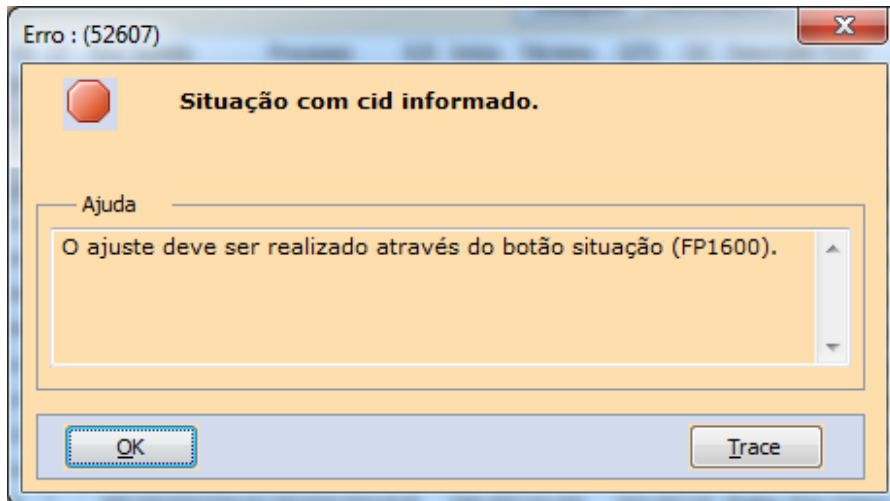 Erro : (52607)
Situação com cid informado.
Ajuda
O ajuste deve ser realizado através do botão situação (FP1600).
OK
Trace